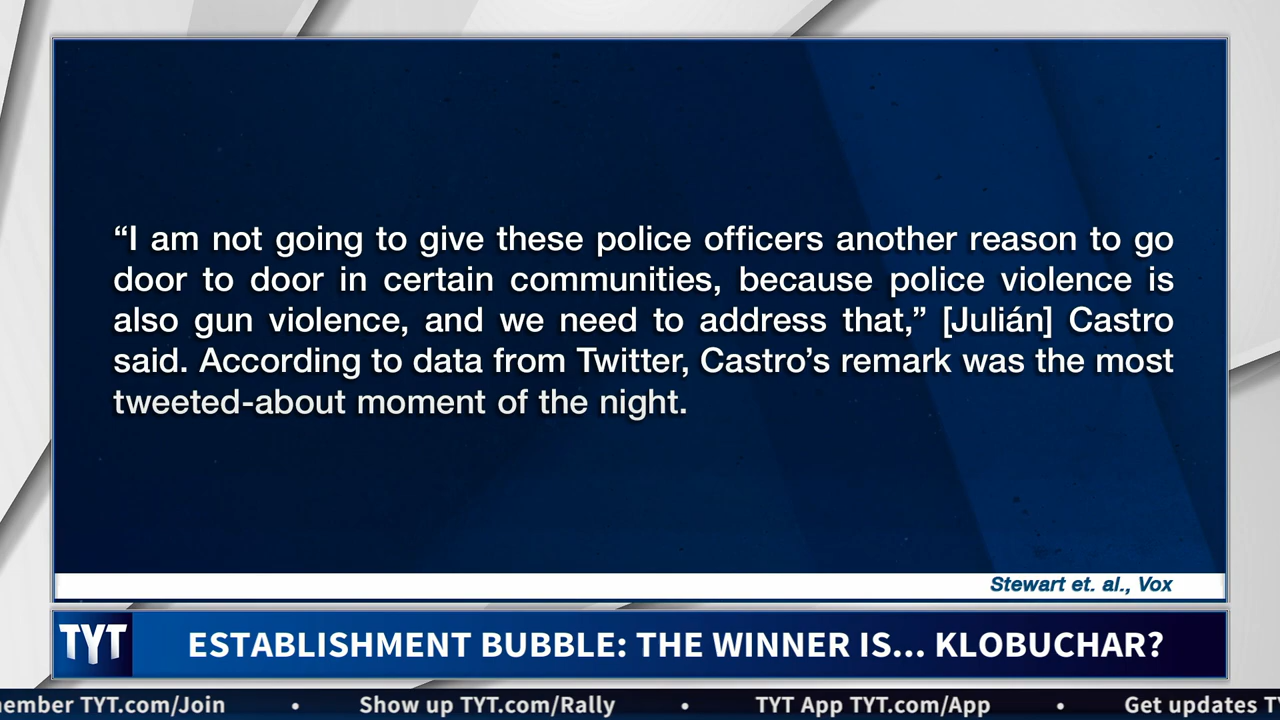 “I am not going to give these police officers another reason to go
door to door in certain communities, because police violence is
also gun violence, and we need to address that,” [Julián] Castro
said. According to data from Twitter, Castro’s remark was the most
tweeted-about moment of the night.
Stewart et. al., Vox
TYT ESTABLISHMENT BUBBLE: THE WINNER IS... KLOBUCHAR?
TYT.com/Join • Show up TYT.com/Rally • TYT App TYT.com/App • Get updates